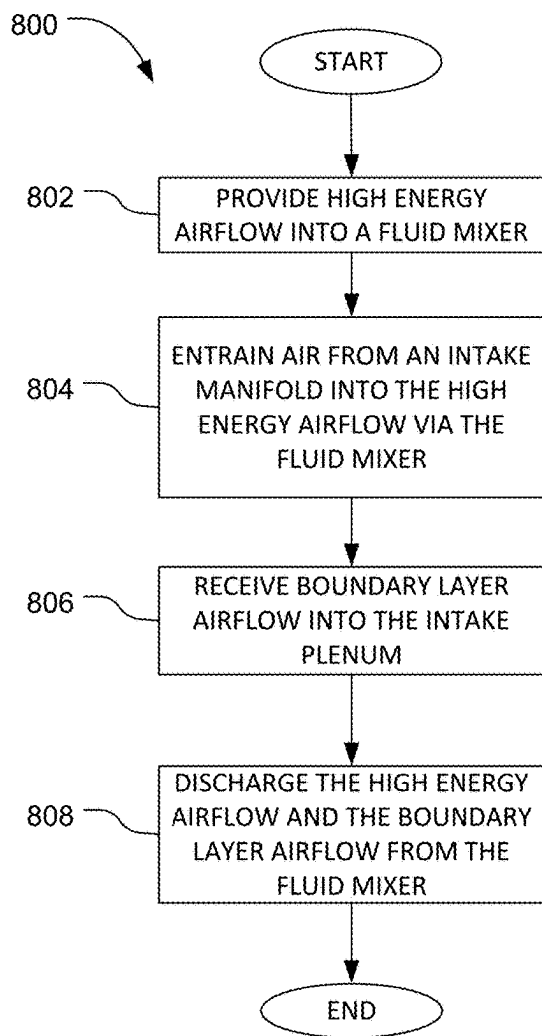 800
START
802
PROVIDE HIGH ENERGY
AIRFLOW INTO A FLUID MIXER
804
ENTRAIN AIR FROM AN INTAKE
MANIFOLD INTO THE HIGH
ENERGY AIRFLOW VIA THE
FLUID MIXER
806
RECEIVE BOUNDARY LAYER
AIRFLOW INTO THE INTAKE
PLENUM
808
DISCHARGE THE HIGH ENERGY
AIRFLOW AND THE BOUNDARY
LAYER AIRFLOW FROM THE
FLUID MIXER
END